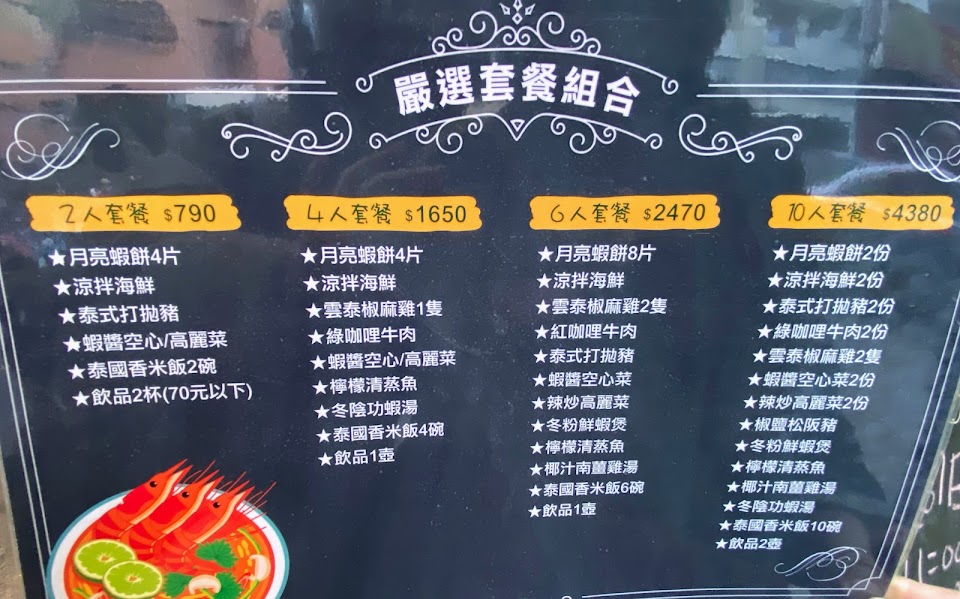 嚴選套餐組合
2人套餐 $790
★月亮蝦餅4片
★涼拌海鮮
★泰式打拋豬
★蝦醬空心/高麗菜
★泰國香米飯2碗
★飲品2杯(70元以下)
4人套餐 $1650
★月亮蝦餅4片
★涼拌海鮮
★雲泰椒麻雞1隻
★綠咖哩牛肉
★蝦醬空心/高麗菜
★檸檬清蒸魚
★冬陰功蝦湯
★泰國香米飯4碗
★飲品1壺
6人套餐 $2470
★月亮蝦餅8片
★涼拌海鮮
★雲泰椒麻雞2隻
★紅咖哩牛肉
★泰式打拋豬
★蝦醬空心菜
★辣炒高麗菜
★冬粉鮮蝦煲
★檸檬清蒸魚
★椰汁南薑雞湯
★泰國香米飯6碗
★飲品1壺
10人套餐 $4380
★月亮蝦餅2份
★涼拌海鮮2份
★泰式打拋豬2份
★綠咖哩牛肉2份
★雲泰椒麻雞2隻
★蝦醬空心菜2份
★辣炒高麗菜2份
★椒鹽松阪豬
★冬粉鮮蝦煲
★檸檬清蒸魚
★椰汁南薑雞湯
★冬陰功蝦湯
★泰國香米飯10碗
★飲品2壺